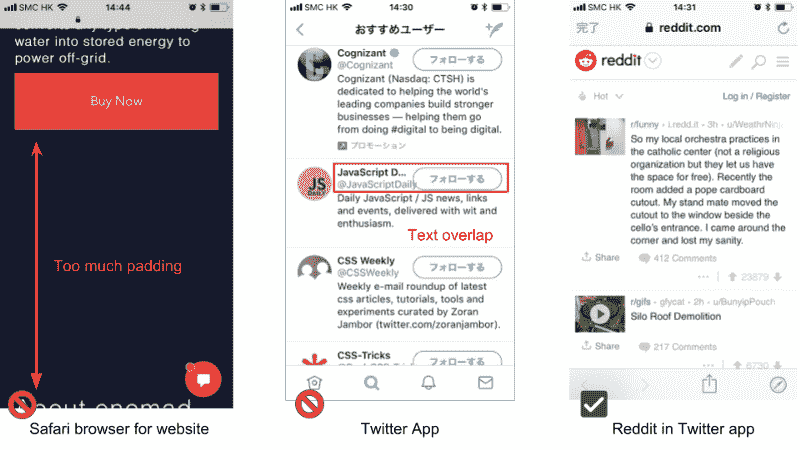 SMC HK 14:44
water into stored energy to
power off-grid.
Buy Now
Too much padding
Safari browser for website
SMC HK 14:30
おすすめユーザー
Cognizant
@Cognizant
フォローする
Cognizant (Nasdaq: CTSH) is
dedicated to helping the world's
leading companies build stronger
businesses — helping them go
from doing #digital to being digital.
プロモーション
JavaScript D...
@JavaScriptDaily
フォローする
JS
DAILY
Daily JavaScript / JS news, links
and events, delivered with wit and
enthusiasm.
Text overlap
CSS Weekly
@CSSWeekly
フォローする
Weekly e-mail roundup of latest
css articles, tutorials, tools and
experiments curated by Zoran
Jambor (twitter.com/zoranjambor).
CSS-Tricks
フォローする
Twitter App
SMC HK 14:31
完了
reddit.com
reddit
Hot
Log in / Register
r/funny • i.redd.it • 3h • u/WeathrNinj
So my local orchestra practices in
the catholic center (not a religious
organization but they let us have
the space for free). Recently the
room added a pope cardboard
cutout. My stand mate moved the
cutout to the window beside the
cello's entrance. I came around the
corner and lost my sanity.
Share 412 Comments
23879
r/gifs • gfycat • 2h • u/BunyipPouch
Silo Roof Demolition
Share 217 Comments
6730
Reddit in Twitter app